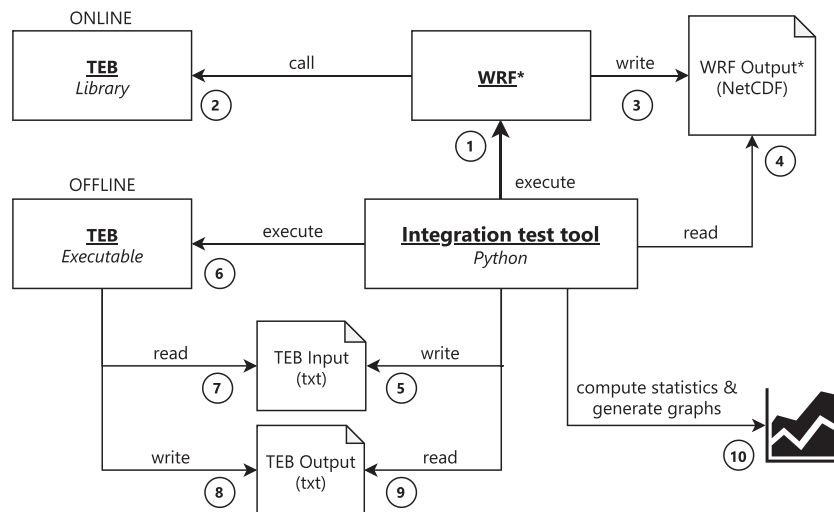 ONLINE
TEB
Library
call
2
WRF*
write
3
WRF Output*
(NetCDF)
1
execute
4
OFFLINE
TEB
Executable
execute
6
Integration test tool
Python
read
read
7
TEB Input
(txt)
write
5
compute statistics &
generate graphs
write
8
TEB Output
(txt)
read
9
10